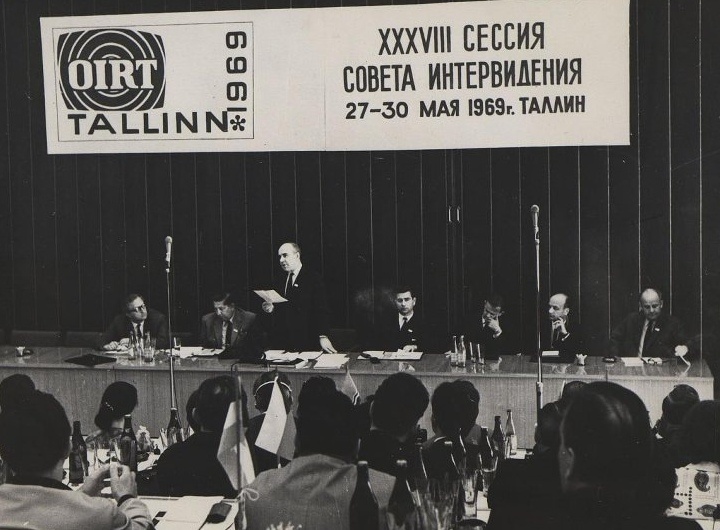 OIRT
TALLINN*1969
XXXVIII СЕССИЯ
СОВЕТА ИНТЕРВИДЕНИЯ
27-30 МАЯ 1969г. ТАЛЛИН